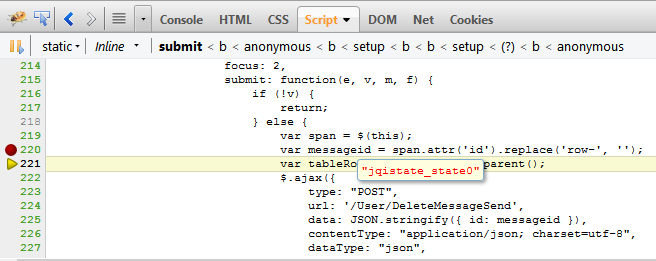 Console HTML CSS Script DOM Net Cookies
static Inline submit < b < anonymous < b < setup < b < b < setup < (?) < b < anonymous
214 focus: 2,
215 submit: function(e, v, m, f) {
216 if (!v) {
217 return;
218 } else {
219 var span = $(this);
220 var messageid = span.attr('id').replace('row-', '');
221 var tableRo "jqistate_state0" parent();
222 $.ajax({
223 type: "POST",
224 url: '/User/DeleteMessageSend',
225 data: JSON.stringify({ id: messageid }),
226 contentType: "application/json; charset=utf-8",
227 dataType: "json",